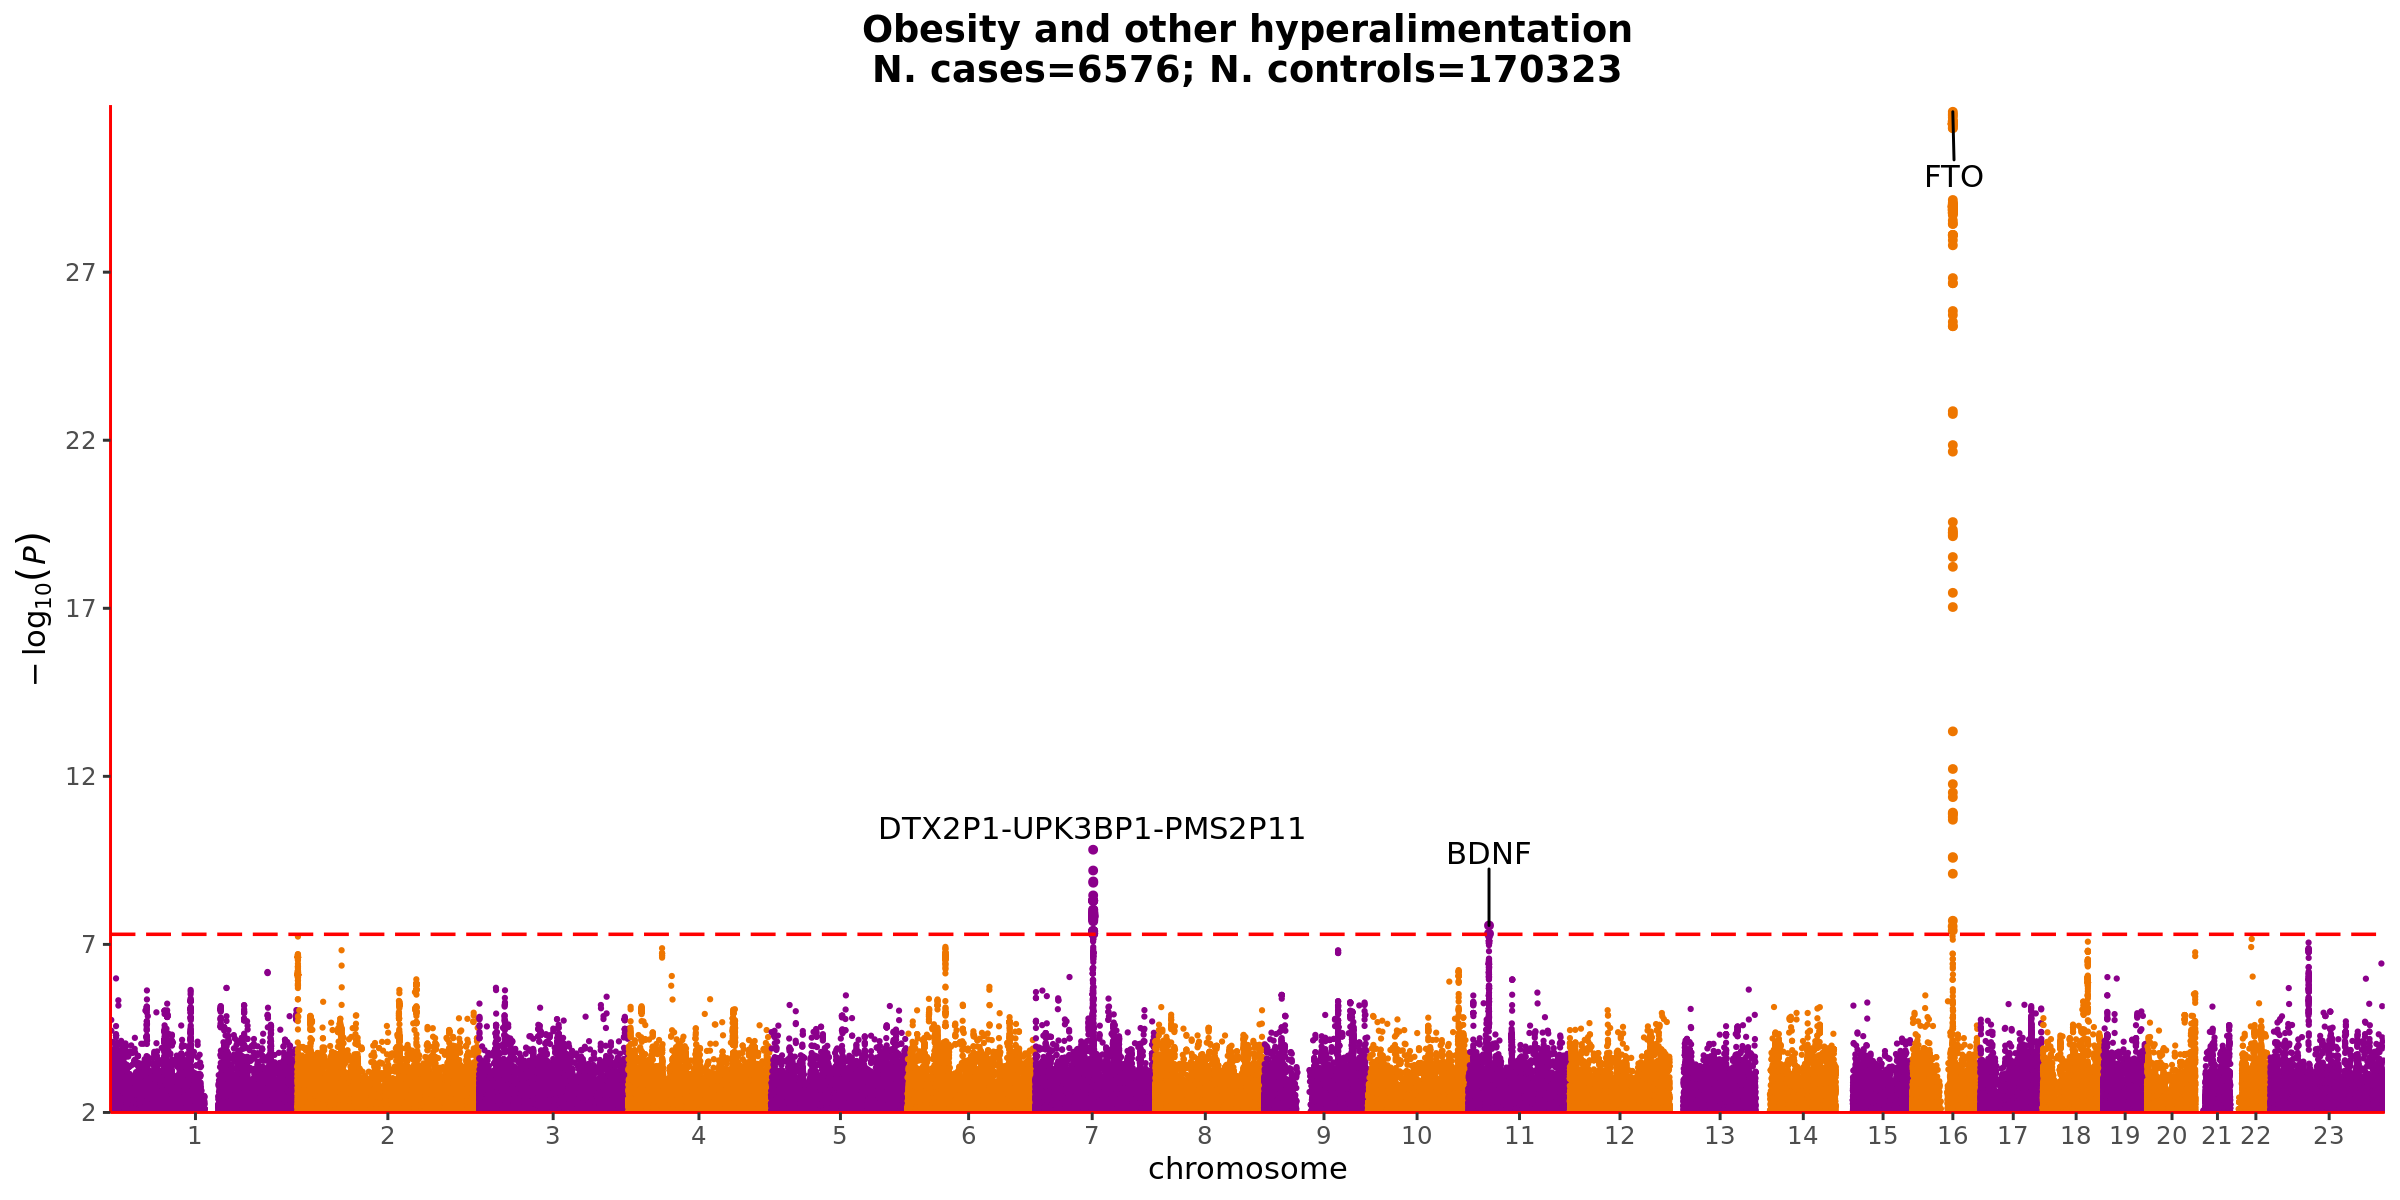 Obesity and other hyperalimentation
N. cases=6576; N. controls=170323
FTO
27
22
− log10(P)
17
12
DTX2P1-UPK3BP1-PMS2P11
BDNF
7
2
1 2 3 4 5 6 7 8 9 10 11 12 13 14 15 16 17 18 19 20 21 22 23
chromosome